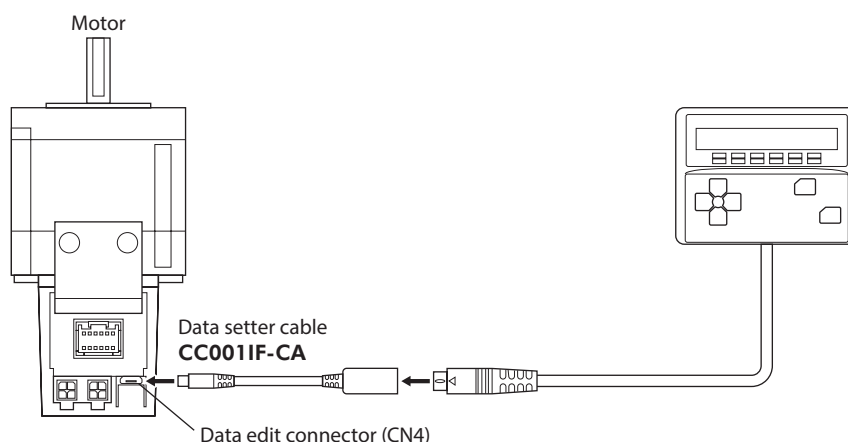 Motor
Data setter cable
CC001IF-CA
Data edit connector (CN4)